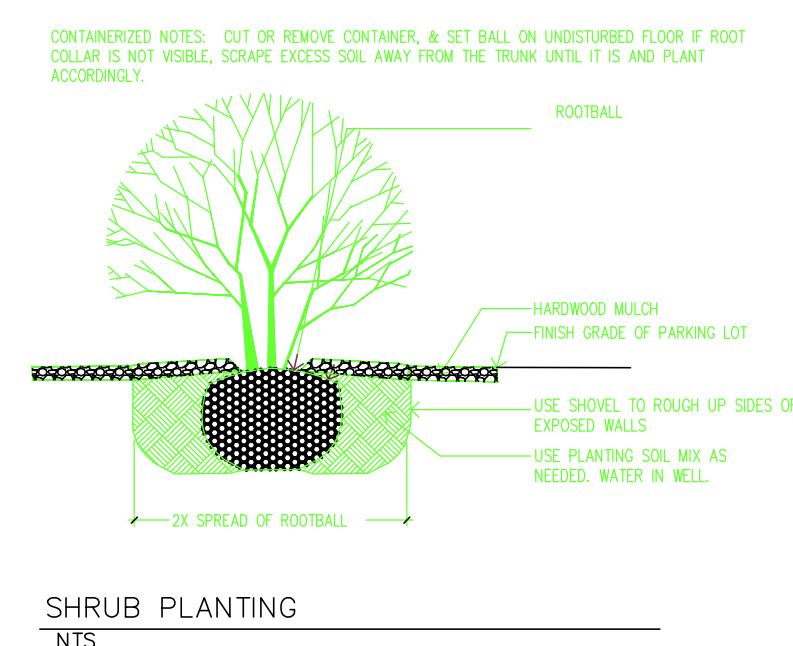 CONTAINERIZED NOTES: CUT OR REMOVE CONTAINER, & SET BALL ON UNDISTURBED FLOOR IF ROOT
COLLAR IS NOT VISIBLE, SCRAPE EXCESS SOIL AWAY FROM THE TRUNK UNTIL IT IS AND PLANT
ACCORDINGLY.
ROOTBALL
HARDWOOD MULCH
FINISH GRADE OF PARKING LOT
USE SHOVEL TO ROUGH UP SIDES OF
EXPOSED WALLS
USE PLANTING SOIL MIX AS
NEEDED. WATER IN WELL.
2X SPREAD OF ROOTBALL
SHRUB PLANTING
NTS